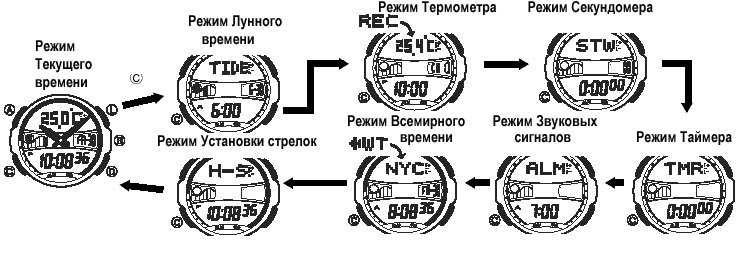 Режим Термометра
Режим Секундомера
Режим Лунного
времени
REC
Режим
Текущего
времени
C
TIDE
25.4°C
STW
6:00
10:00
0:00 00
C
C
C
A
L
25.0°C
B
10:08 36
C
D
Режим Установки стрелок
Режим Всемирного
времени
Режим Звуковых
сигналов
Режим Таймера
*WT
H-S
NYC
ALM
TMR
10:08 36
8:08 36
7:00
0:00 00
C
C
C
C